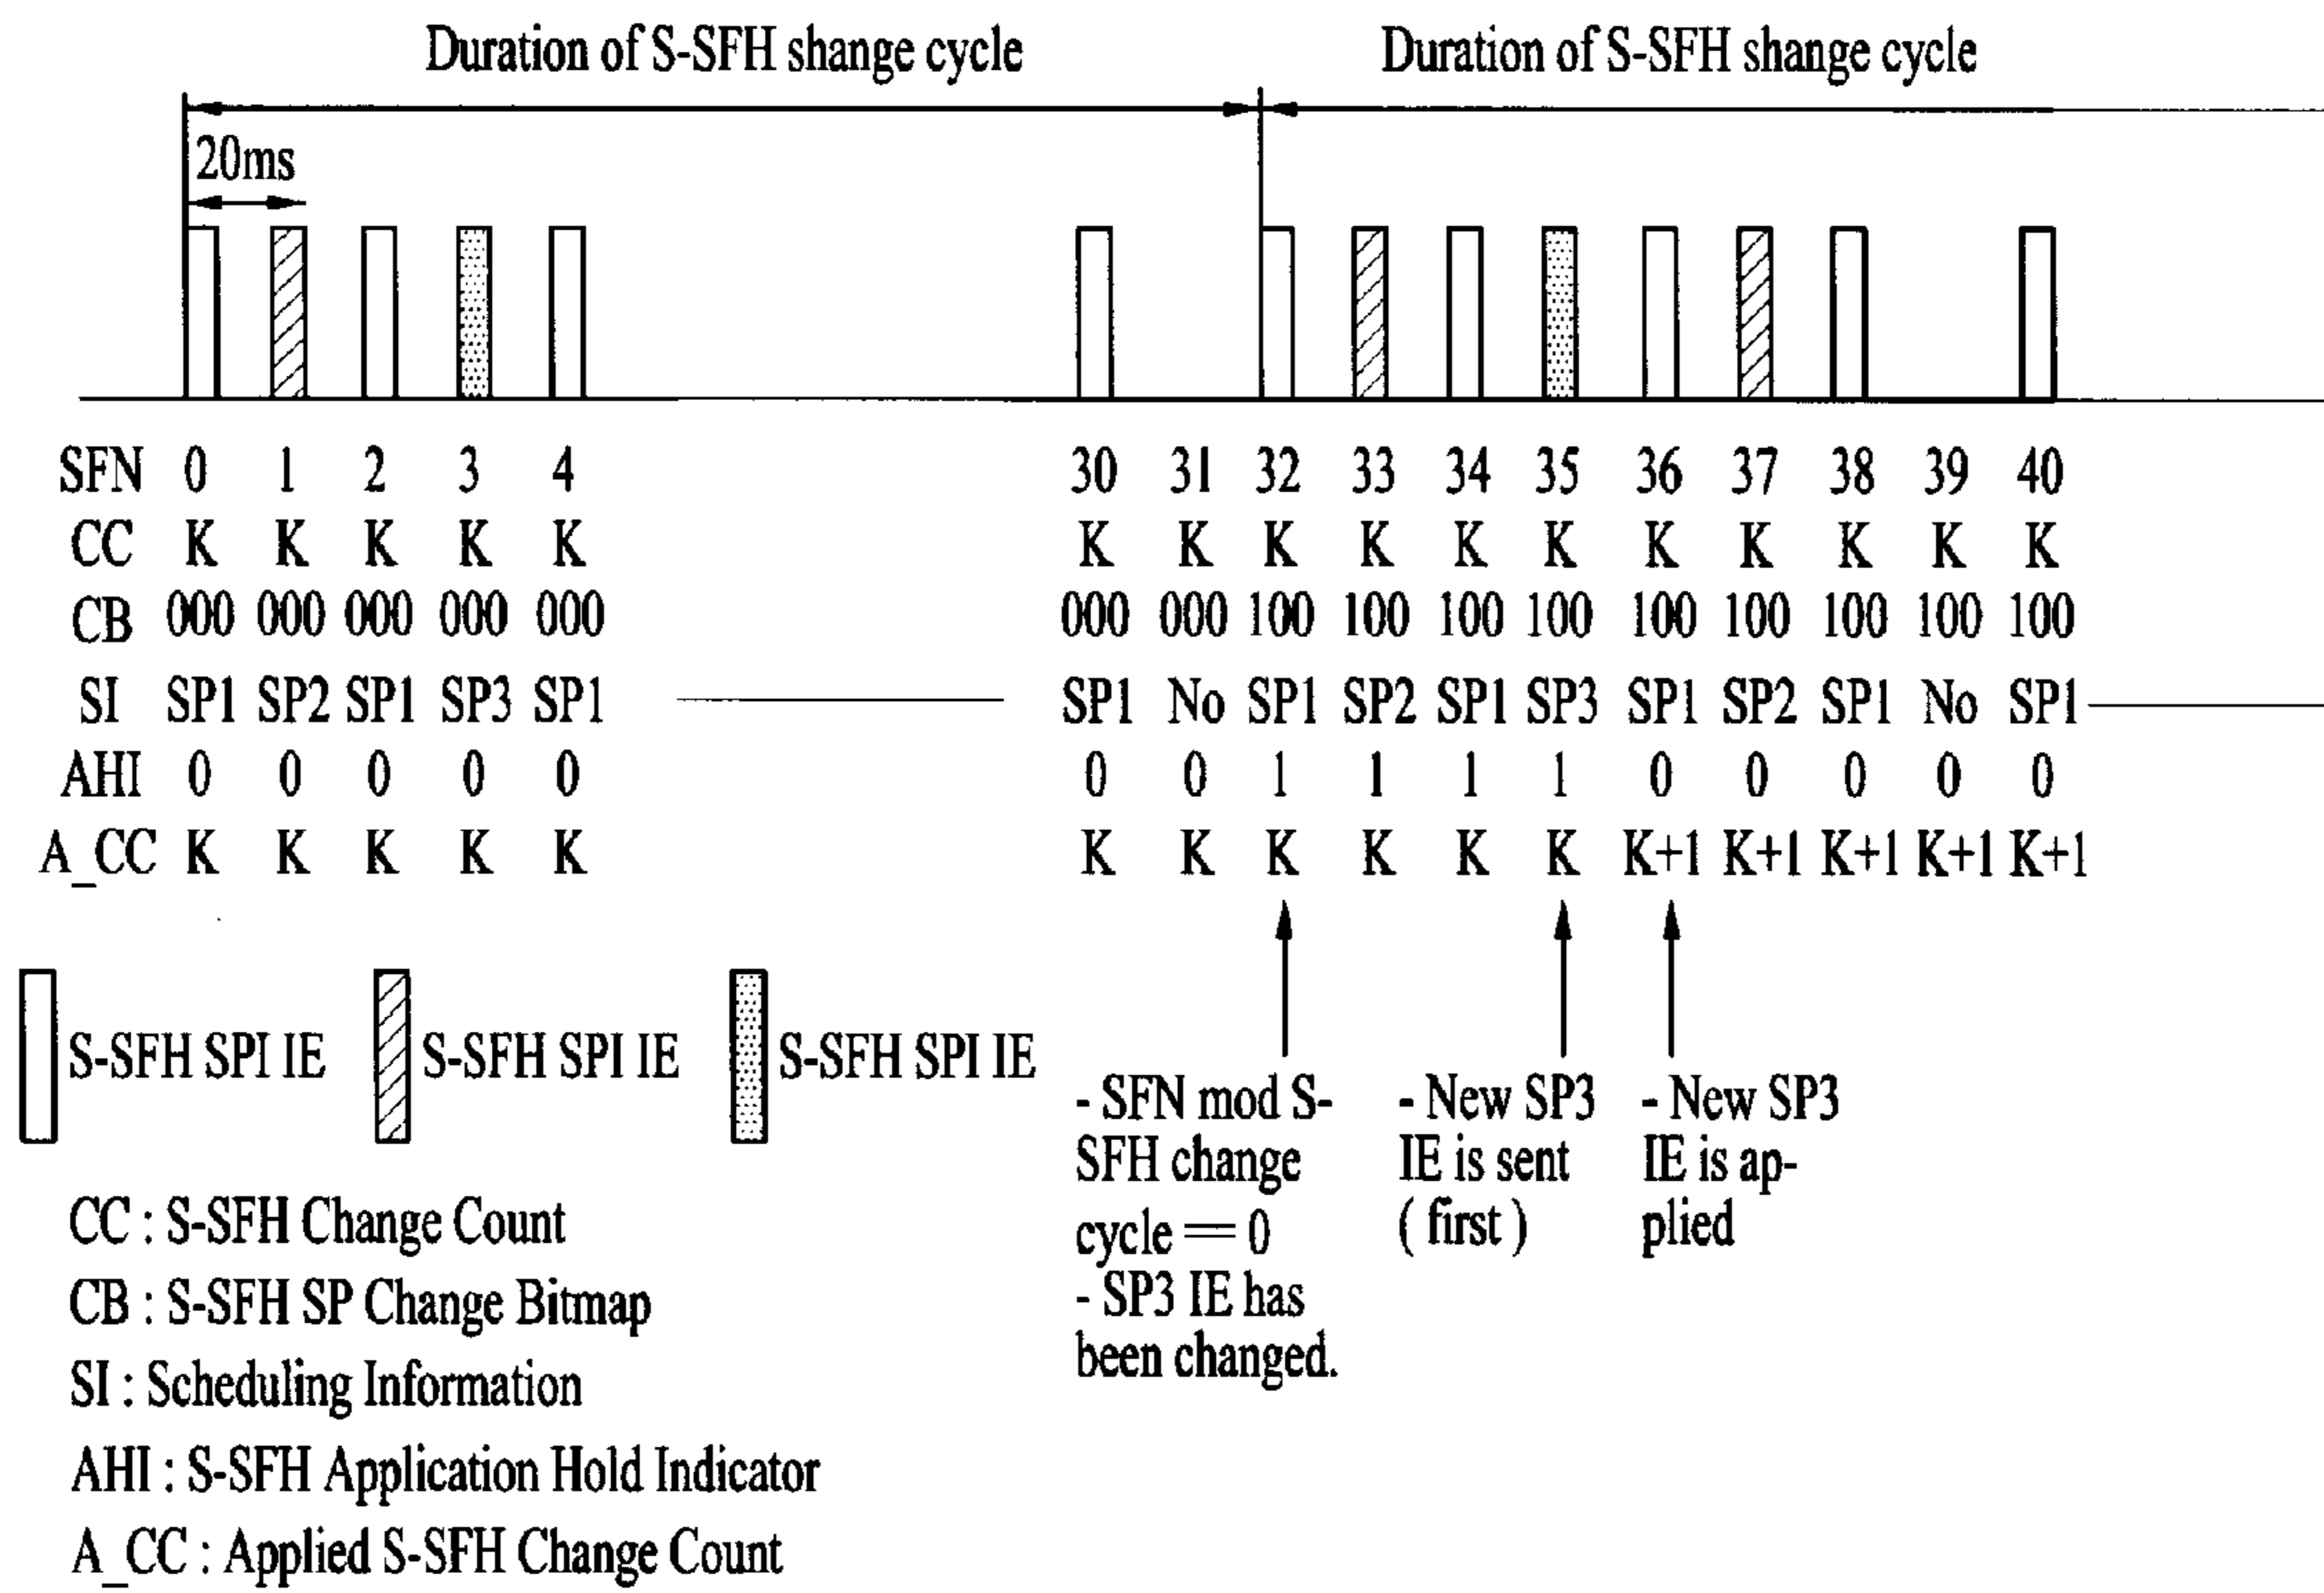 Duration of S-SFH shange cycle Duration of S-SFH shange cycle
20ms
SFN 0 1 2 3 4 30 31 32 33 34 35 36 37 38 39 40
CC K K K K K K K K K K K K K K K K
CB 000 000 000 000 000 000 000 100 100 100 100 100 100 100 100 100
SI SP1 SP2 SP1 SP3 SP1 SP1 No SP1 SP2 SP1 SP3 SP1 SP2 SP1 No SP1
AHI 0 0 0 0 0 0 0 1 1 1 1 0 0 0 0 0
A_CC K K K K K K K K K K K K+1 K+1 K+1 K+1 K+1
S-SFH SPI IE S-SFH SPI IE S-SFH SPI IE
- SFN mod S-
SFH change
cycle == 0
- SP3 IE has
been changed.
- New SP3
IE is sent
( first )
- New SP3
IE is ap-
plied
CC : S-SFH Change Count
CB : S-SFH SP Change Bitmap
SI : Scheduling Information
AHI : S-SFH Application Hold Indicator
A_CC : Applied S-SFH Change Count